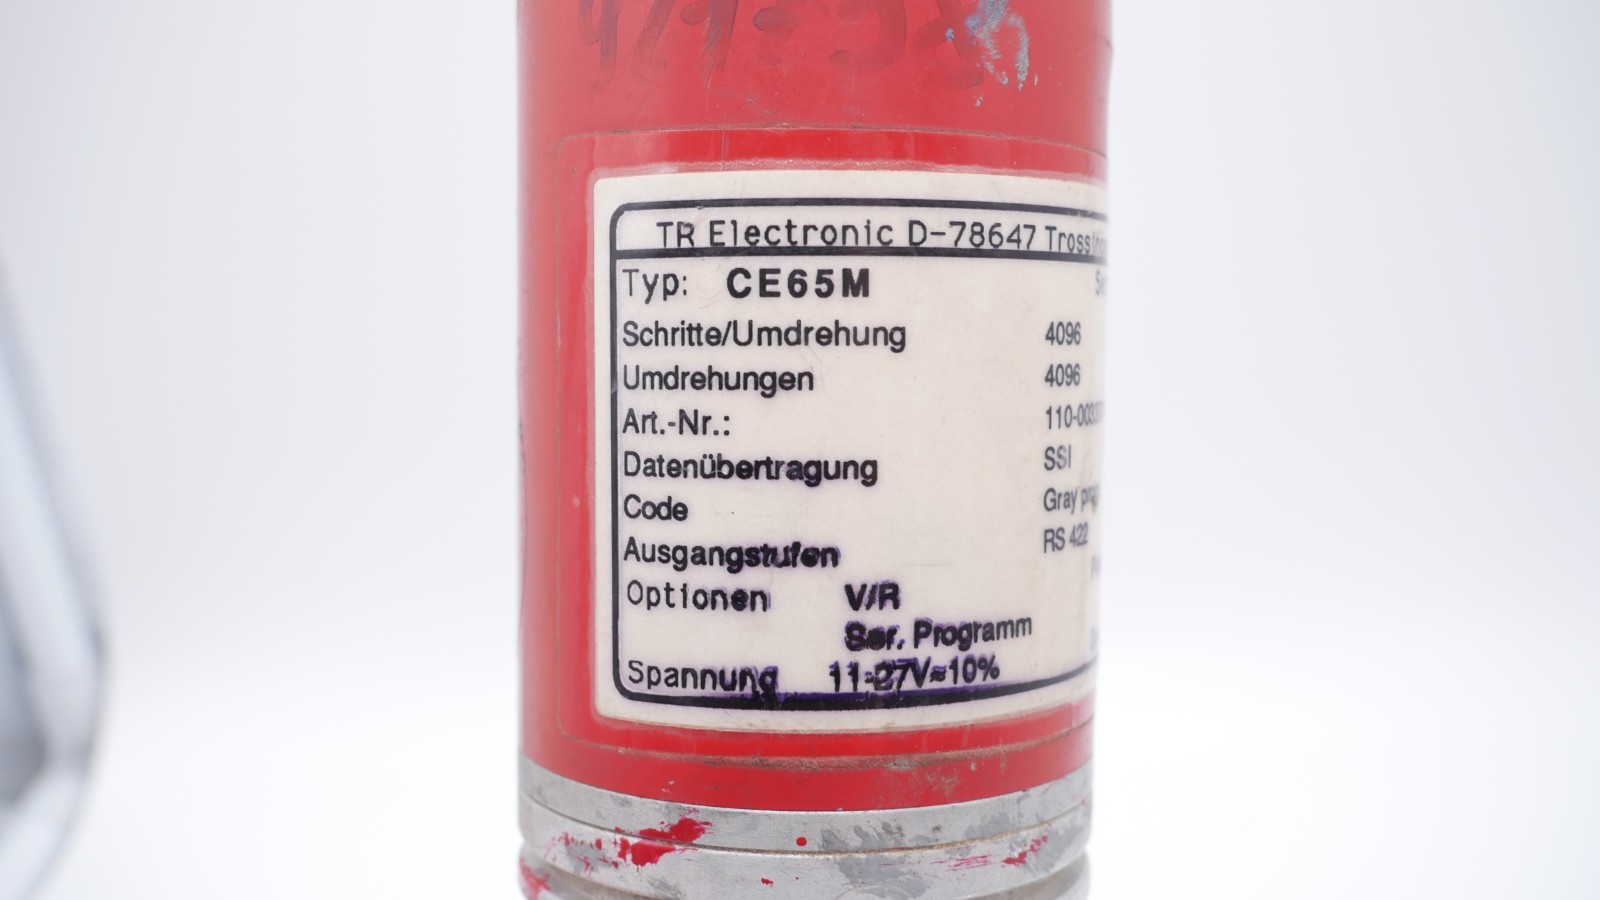 TR Electronic D-78647
Typ: CE65M
Schritte/Umdrehung 4096
Umdrehungen 4096
Art.-Nr.:
Datenübertragung SSI
Code Gray
Ausgangstufen RS 422
Optionen V/R
Ser. Programm
Spannung 11-27V≈10%